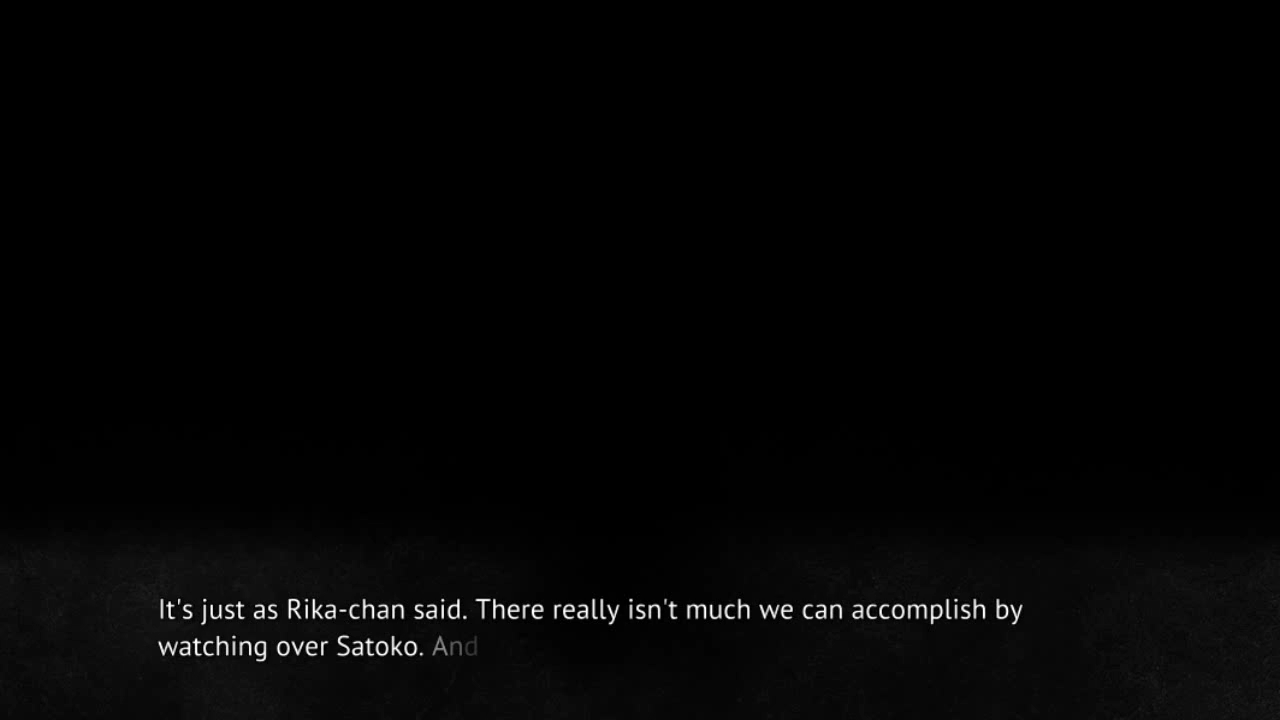 It's just as Rika-chan said. There really isn't much we can accomplish by
watching over Satoko. And